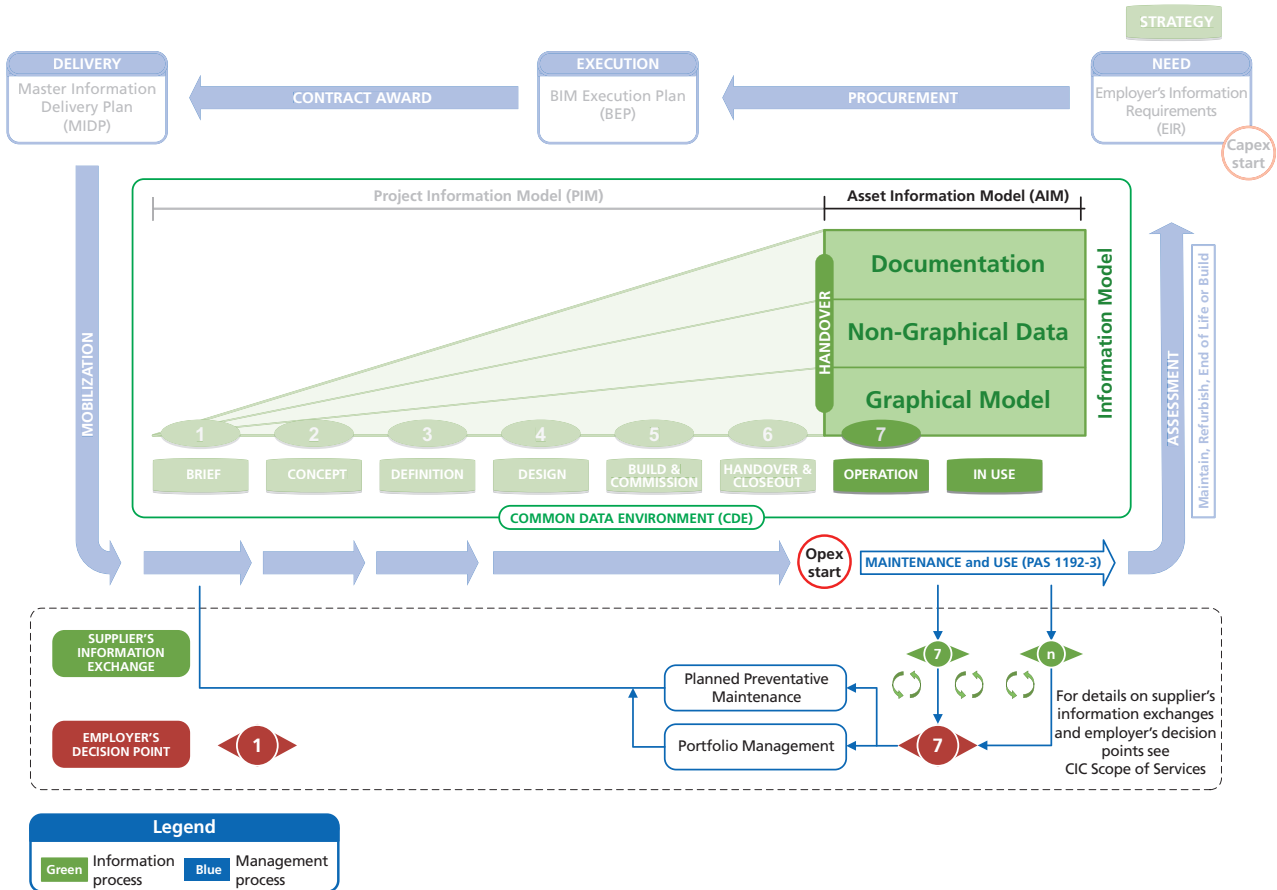 STRATEGY
DELIVERY
Master Information
Delivery Plan
(MIDP)
CONTRACT AWARD
EXECUTION
BIM Execution Plan
(BEP)
PROCUREMENT
NEED
Employer's Information
Requirements
(EIR)
Capex
start
Project Information Model (PIM)
Asset Information Model (AIM)
MOBILIZATION
HANDOVER
Documentation
Non-Graphical Data
Graphical Model
Information Model
ASSESSMENT
Maintain, Refurbish, End of Life or Build
1
2
3
4
5
6
7
BRIEF
CONCEPT
DEFINITION
DESIGN
BUILD &
COMMISSION
HANDOVER &
CLOSEOUT
OPERATION
IN USE
COMMON DATA ENVIRONMENT (CDE)
Opex
start
MAINTENANCE and USE (PAS 1192-3)
SUPPLIER'S
INFORMATION
EXCHANGE
7
n
Planned Preventative
Maintenance
For details on supplier's
information exchanges
and employer's decision
points see
CIC Scope of Services
EMPLOYER'S
DECISION POINT
1
Portfolio Management
7
Legend
Green
Information
process
Blue
Management
process